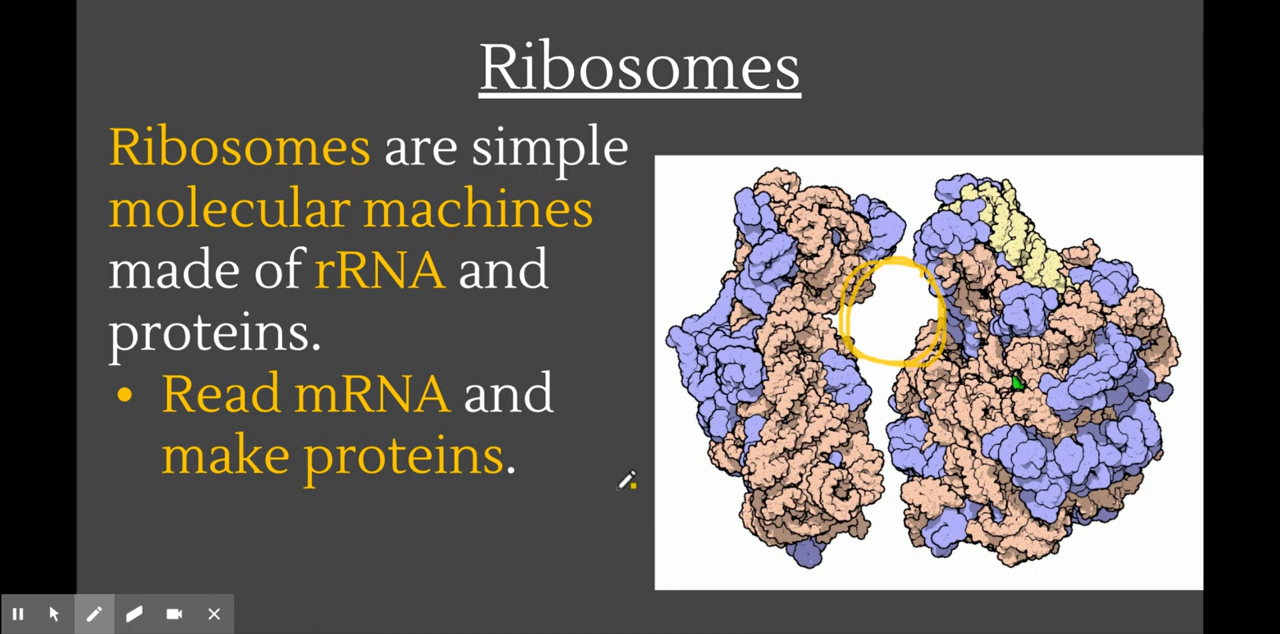 Ribosomes
Ribosomes are simple
molecular machines
made of rRNA and
proteins.
• Read mRNA and
make proteins.